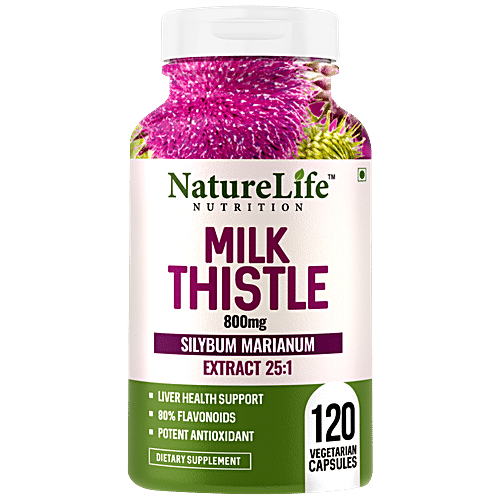 NatureLife™
NUTRITION
MILK
THISTLE
800mg
SILYBUM MARIANUM
EXTRACT 25:1
• LIVER HEALTH SUPPORT
• 80% FLAVONOIDS
• POTENT ANTIOXIDANT
DIETARY SUPPLEMENT
120
VEGETARIAN
CAPSULES